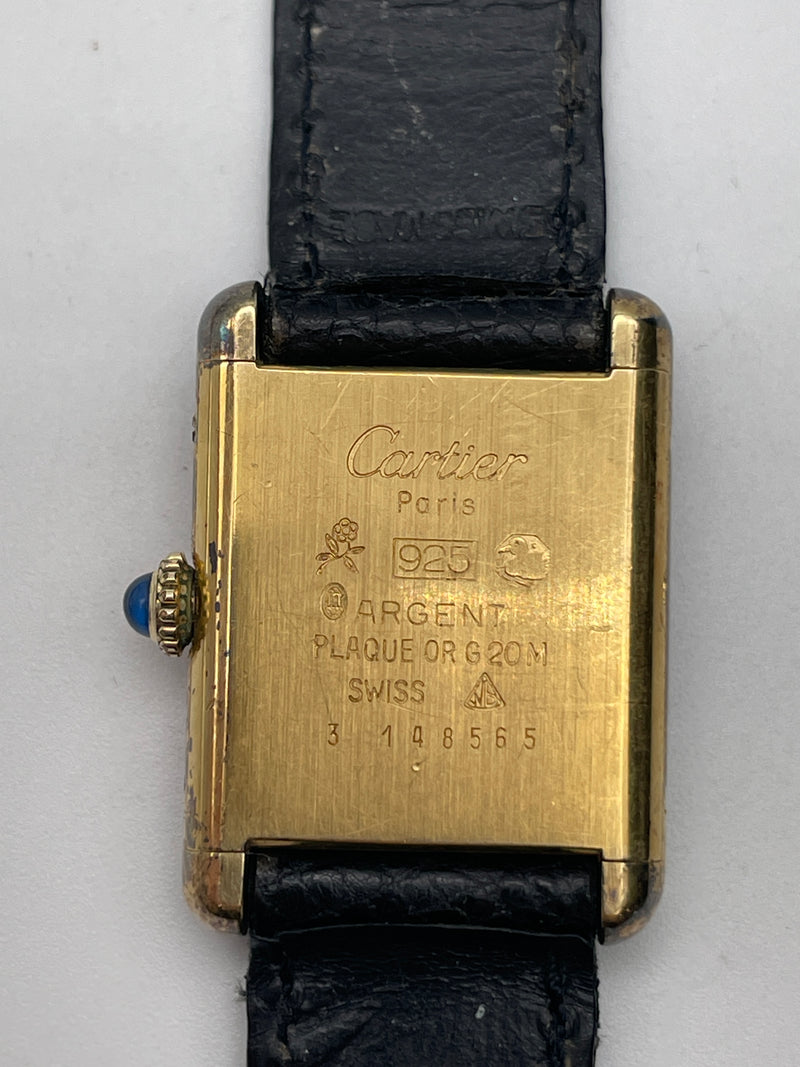 Cartier
Paris
925
ARGENT
PLAQUE OR G 20 M
SWISS
3 148565